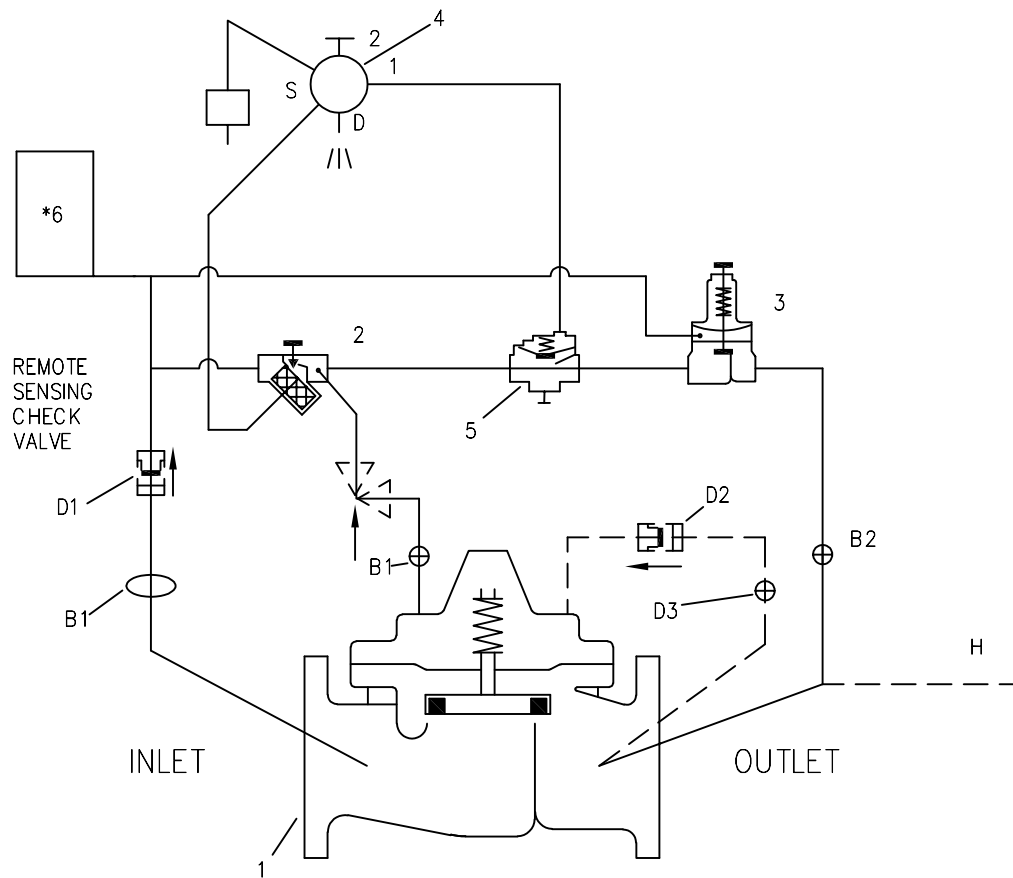 2
4
1
S
D
*6
3
2
REMOTE
SENSING
CHECK
VALVE
5
D1
D2
B2
B1
D3
B1
H
INLET
OUTLET
1